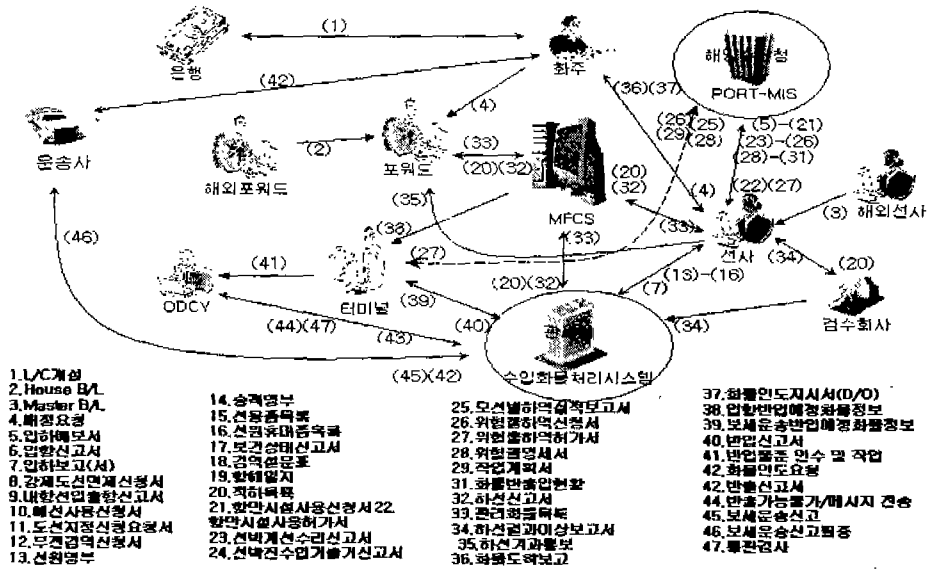 (1)
은행
화주
해외 청
PORT-MIS
(42)
(36)(37)
(4)
(26) (25)
(29) (28)
(5)-(21)
(23)-(26)
(28)-(31)
운송사
(2)
해외포워드
포워드
(33)
(20)(32)
MFCS
(20)
(32)
(4)
(22)(27)
(3)
해외선사
(35)
(38)
(33)
(33)
선사
(34)
(20)
(46)
(41)
(27)
(13)-(16)
(7)
ODCY
터미널
(39)
(20)(32)
검수회사
(44)(47)
(43)
(40)
(34)
(45)(42)
수입화물처리시스템
1.L/C개설
2.House B/L
3.Master B/L
4.배정요청
5.입항예보서
6.입항신고서
7.입하보고(서)
8.강제도선면제신청서
9.내항선입출항신고서
10.예선사용신청서
11.도선지정신청요청서
12.무전검역신청서
13.선원명부
14.승객명부
15.선용품목록
16.선원휴대품목록
17.보건상태신고서
18.검역설문표
19.항해일지
20.적하목록
21.항만시설사용신청서22.
항만시설사용허가서
23.선박계선수리신고서
24.선박진수입거출거신고서
25.모선별하역실적보고서
26.위험물하역신청서
27.위험물하역허가서
28.위험물명세서
29.작업계획서
31.화물반출입현황
32.하선신고서
33.관리화물목록
34.하선결과이상보고서
35.하선결과통보
36.화물도착보고
37.화물인도지시서(D/O)
38.입항반입예정화물정보
39.보세운송반입예정화물정보
40.반입신고서
41.반입물품 인수 및 작업
42.화물인도요청
42.반출신고서
44.반출가능불가/메시지 전송
45.보세운송신고
46.보세운송신고필증
47.통관검사